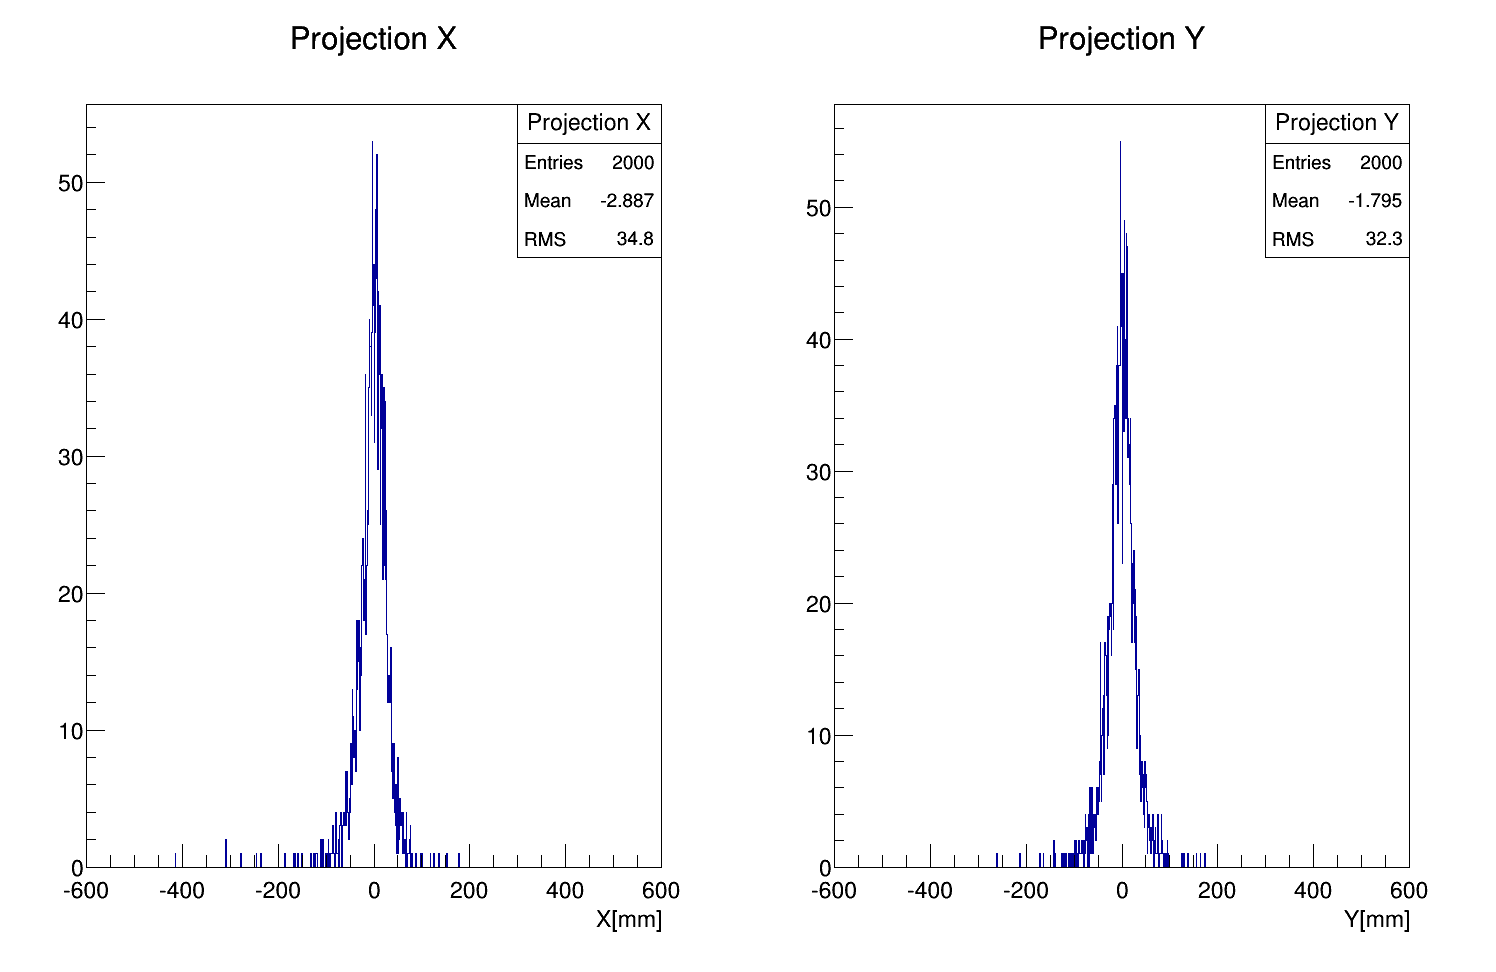 Projection X
Projection X
Entries 2000
Mean -2.887
RMS 34.8
50
40
30
20
10
0
-600 -400 -200 0 200 400 600
X[mm]
Projection Y
Projection Y
Entries 2000
Mean -1.795
RMS 32.3
50
40
30
20
10
0
-600 -400 -200 0 200 400 600
Y[mm]